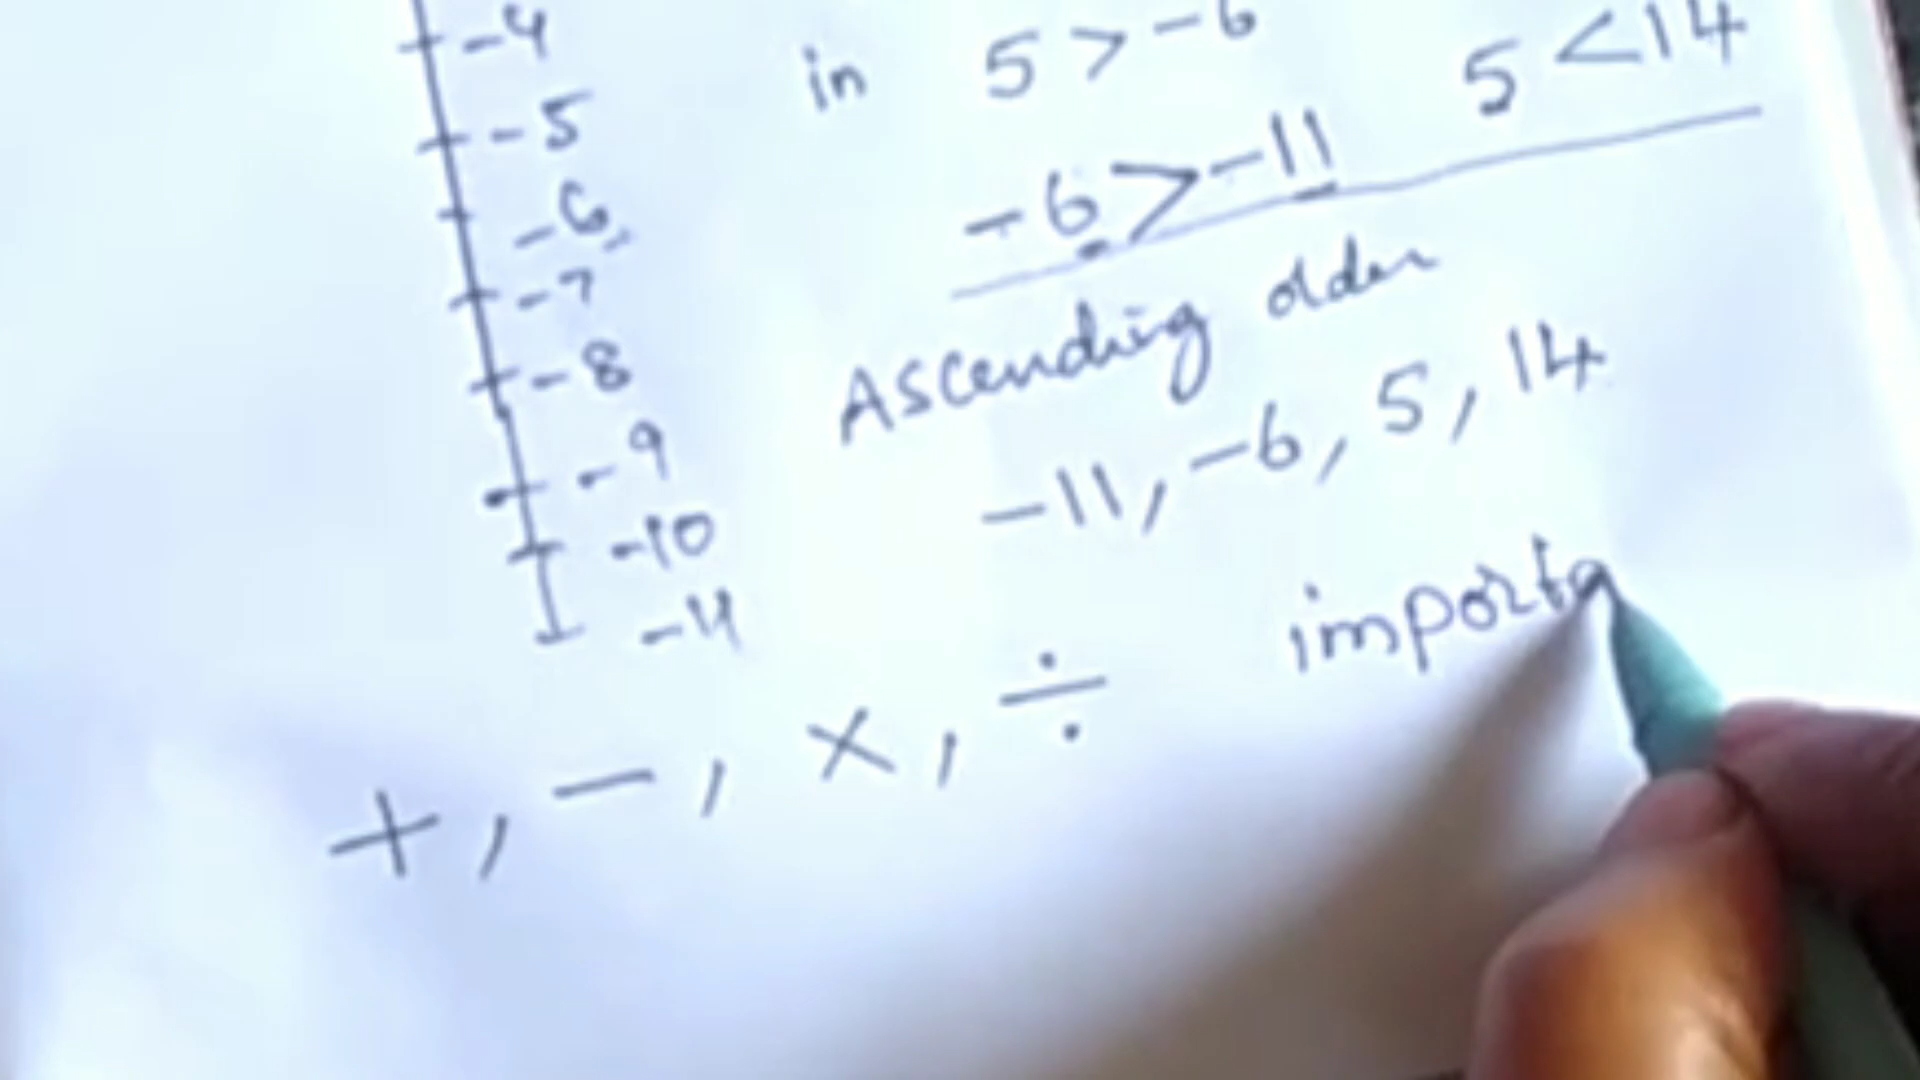 -4
-5
-6,
-7
-8
-9
-10
-11
in 5 > -6 5 < 14
-6 > -11
Ascending older
-11, -6, 5, 14
importa
+, -, ×, ÷